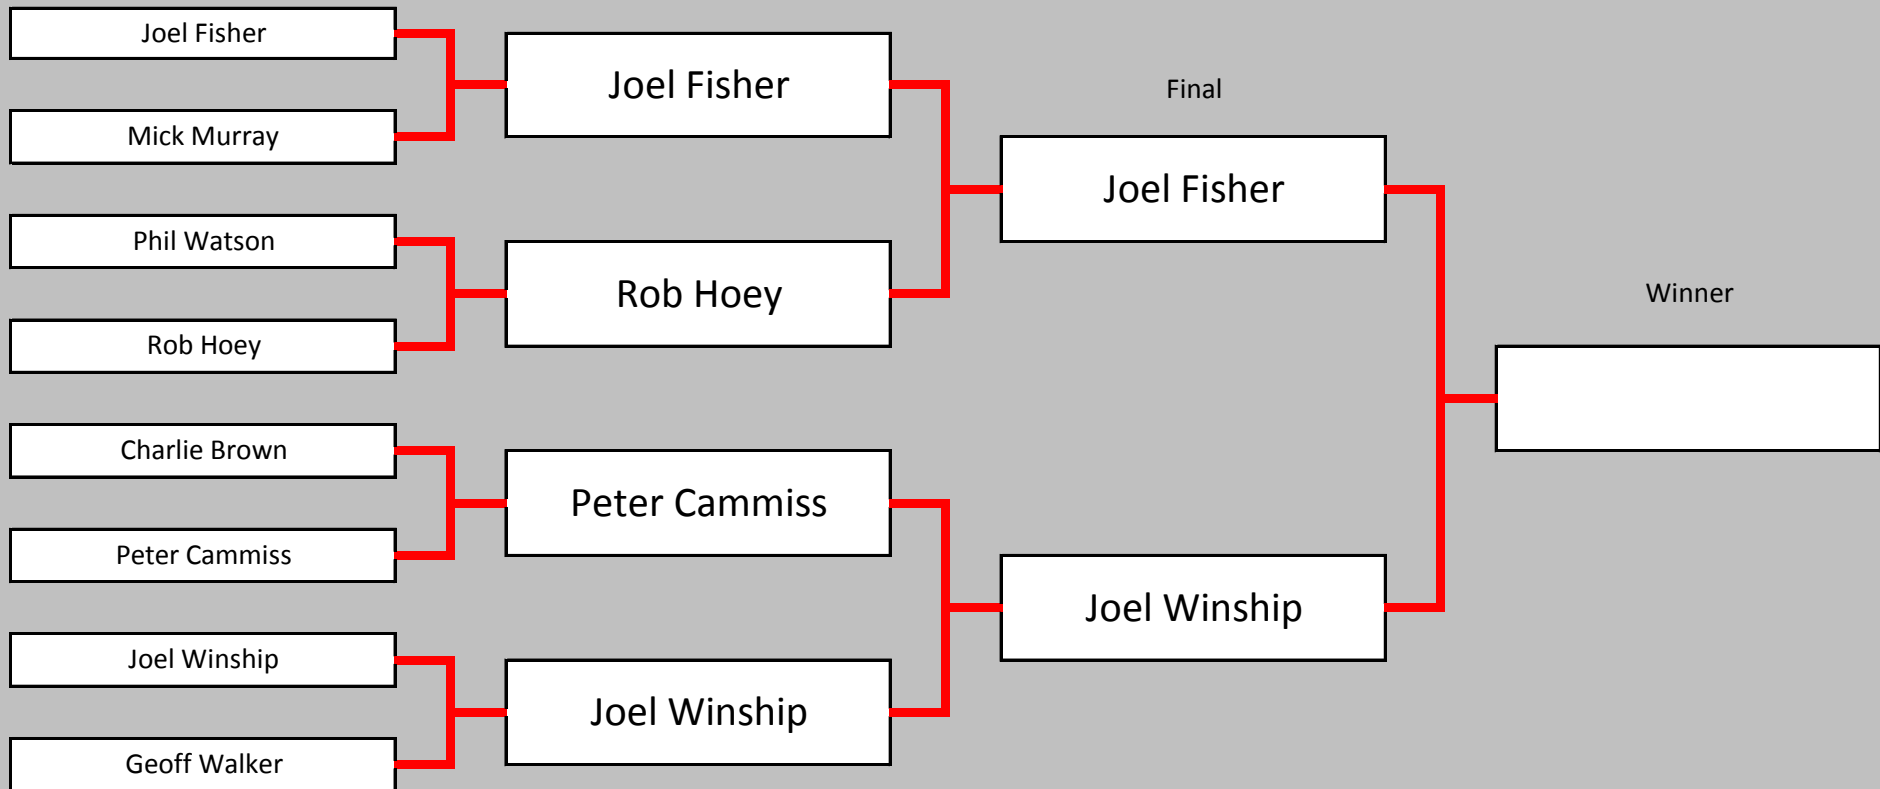 Joel Fisher
Mick Murray
Phil Watson
Rob Hoey
Charlie Brown
Peter Cammiss
Joel Winship
Geoff Walker
Joel Fisher
Rob Hoey
Peter Cammiss
Joel Winship
Final
Joel Fisher
Joel Winship
Winner